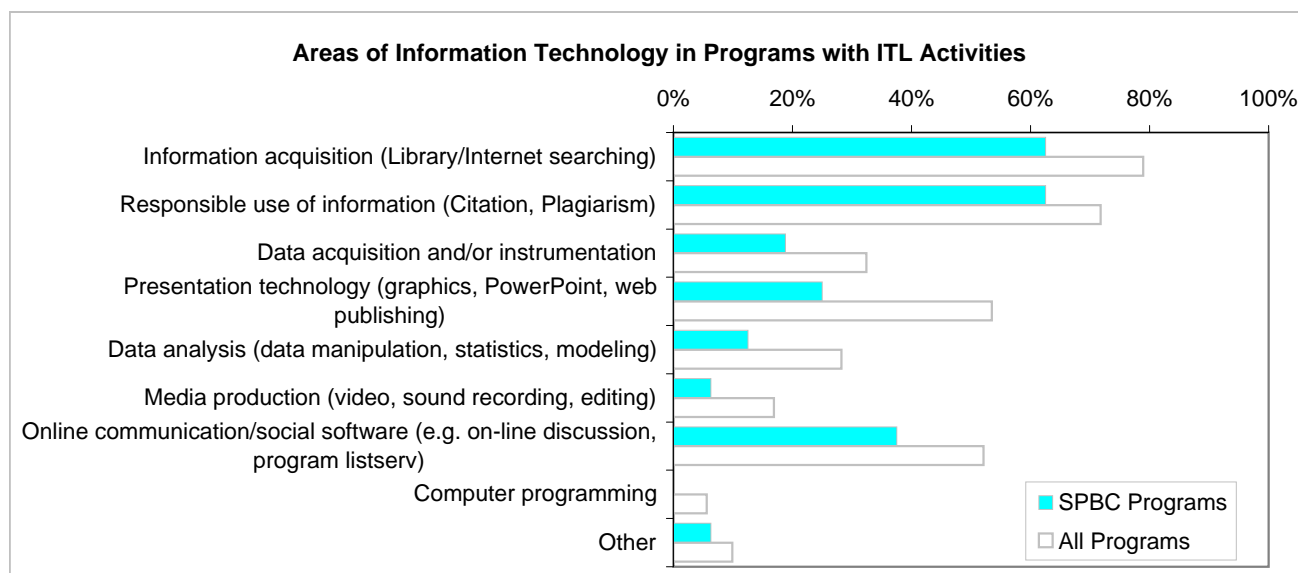 Areas of Information Technology in Programs with ITL Activities
0% 20% 40% 60% 80% 100%
Information acquisition (Library/Internet searching)
Responsible use of information (Citation, Plagiarism)
Data acquisition and/or instrumentation
Presentation technology (graphics, PowerPoint, web
publishing)
Data analysis (data manipulation, statistics, modeling)
Media production (video, sound recording, editing)
Online communication/social software (e.g. on-line discussion,
program listserv)
Computer programming
Other
SPBC Programs
All Programs